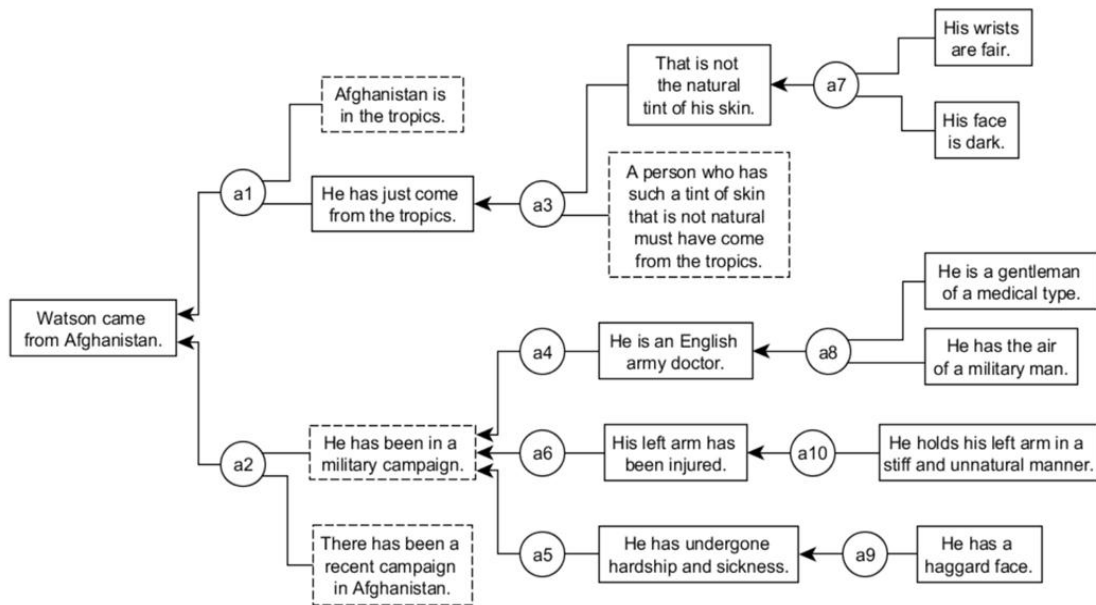 Watson came
from Afghanistan.
a1
Afghanistan is
in the tropics.
He has just come
from the tropics.
a3
That is not
the natural
tint of his skin.
A person who has
such a tint of skin
that is not natural
must have come
from the tropics.
a7
His wrists
are fair.
His face
is dark.
a2
He has been in a
military campaign.
There has been a
recent campaign
in Afghanistan.
a4
He is an English
army doctor.
a8
He is a gentleman
of a medical type.
He has the air
of a military man.
a6
His left arm has
been injured.
a10
He holds his left arm in a
stiff and unnatural manner.
a5
He has undergone
hardship and sickness.
a9
He has a
haggard face.